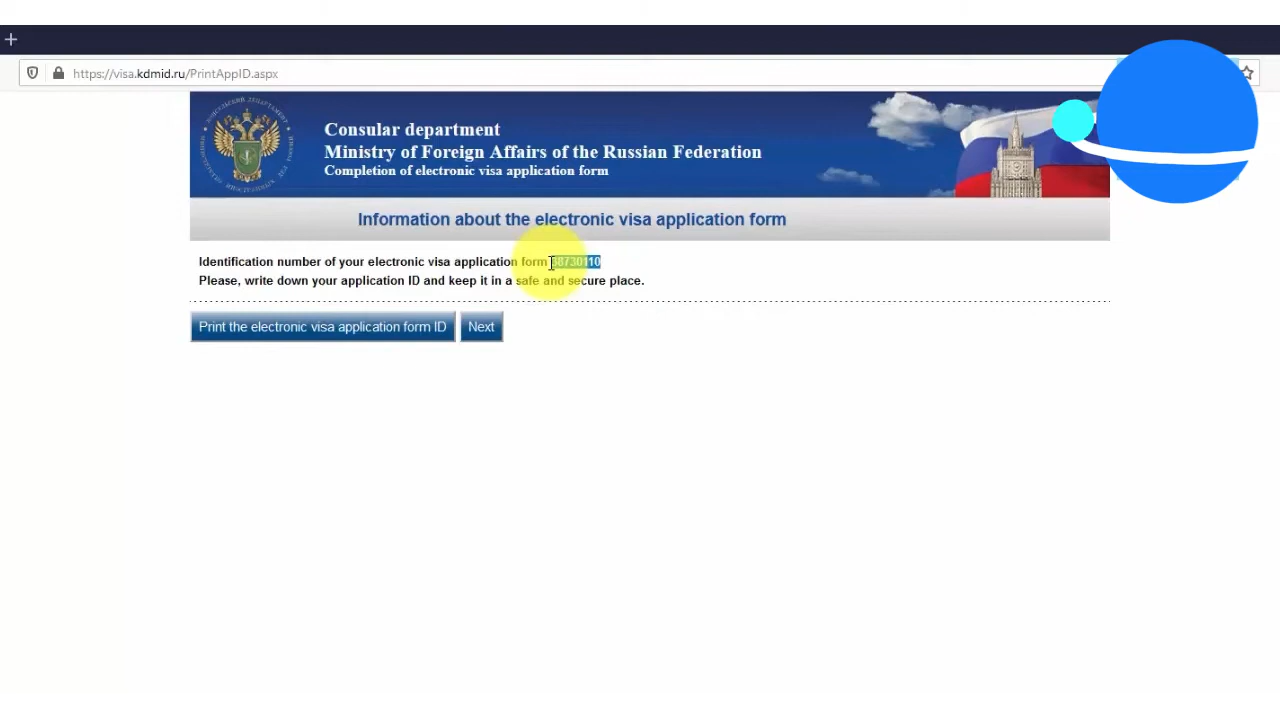 https://visa.kdmid.ru/PrintAppID.aspx
Consular department
Ministry of Foreign Affairs of the Russian Federation
Completion of electronic visa application form
Information about the electronic visa application form
Identification number of your electronic visa application form 38730110
Please, write down your application ID and keep it in a safe and secure place.
Print the electronic visa application form ID
Next